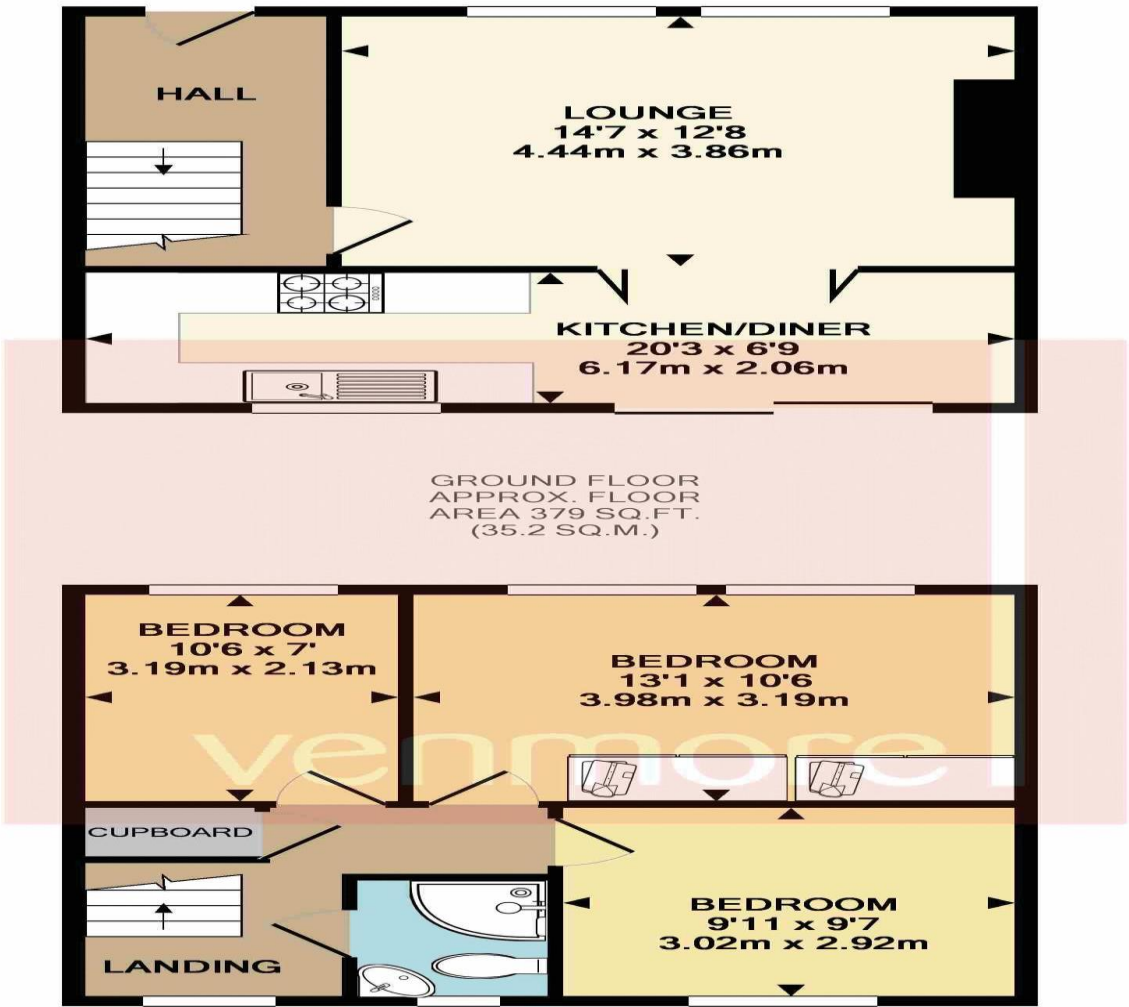 HALL
LOUNGE
14'7 x 12'8
4.44m x 3.86m
KITCHEN/DINER
20'3 x 6'9
6.17m x 2.06m
GROUND FLOOR
APPROX. FLOOR
AREA 379 SQ.FT.
(35.2 SQ.M.)
BEDROOM
10'6 x 7'
3.19m x 2.13m
BEDROOM
13'1 x 10'6
3.98m x 3.19m
venmore
CUPBOARD
BEDROOM
9'11 x 9'7
3.02m x 2.92m
LANDING